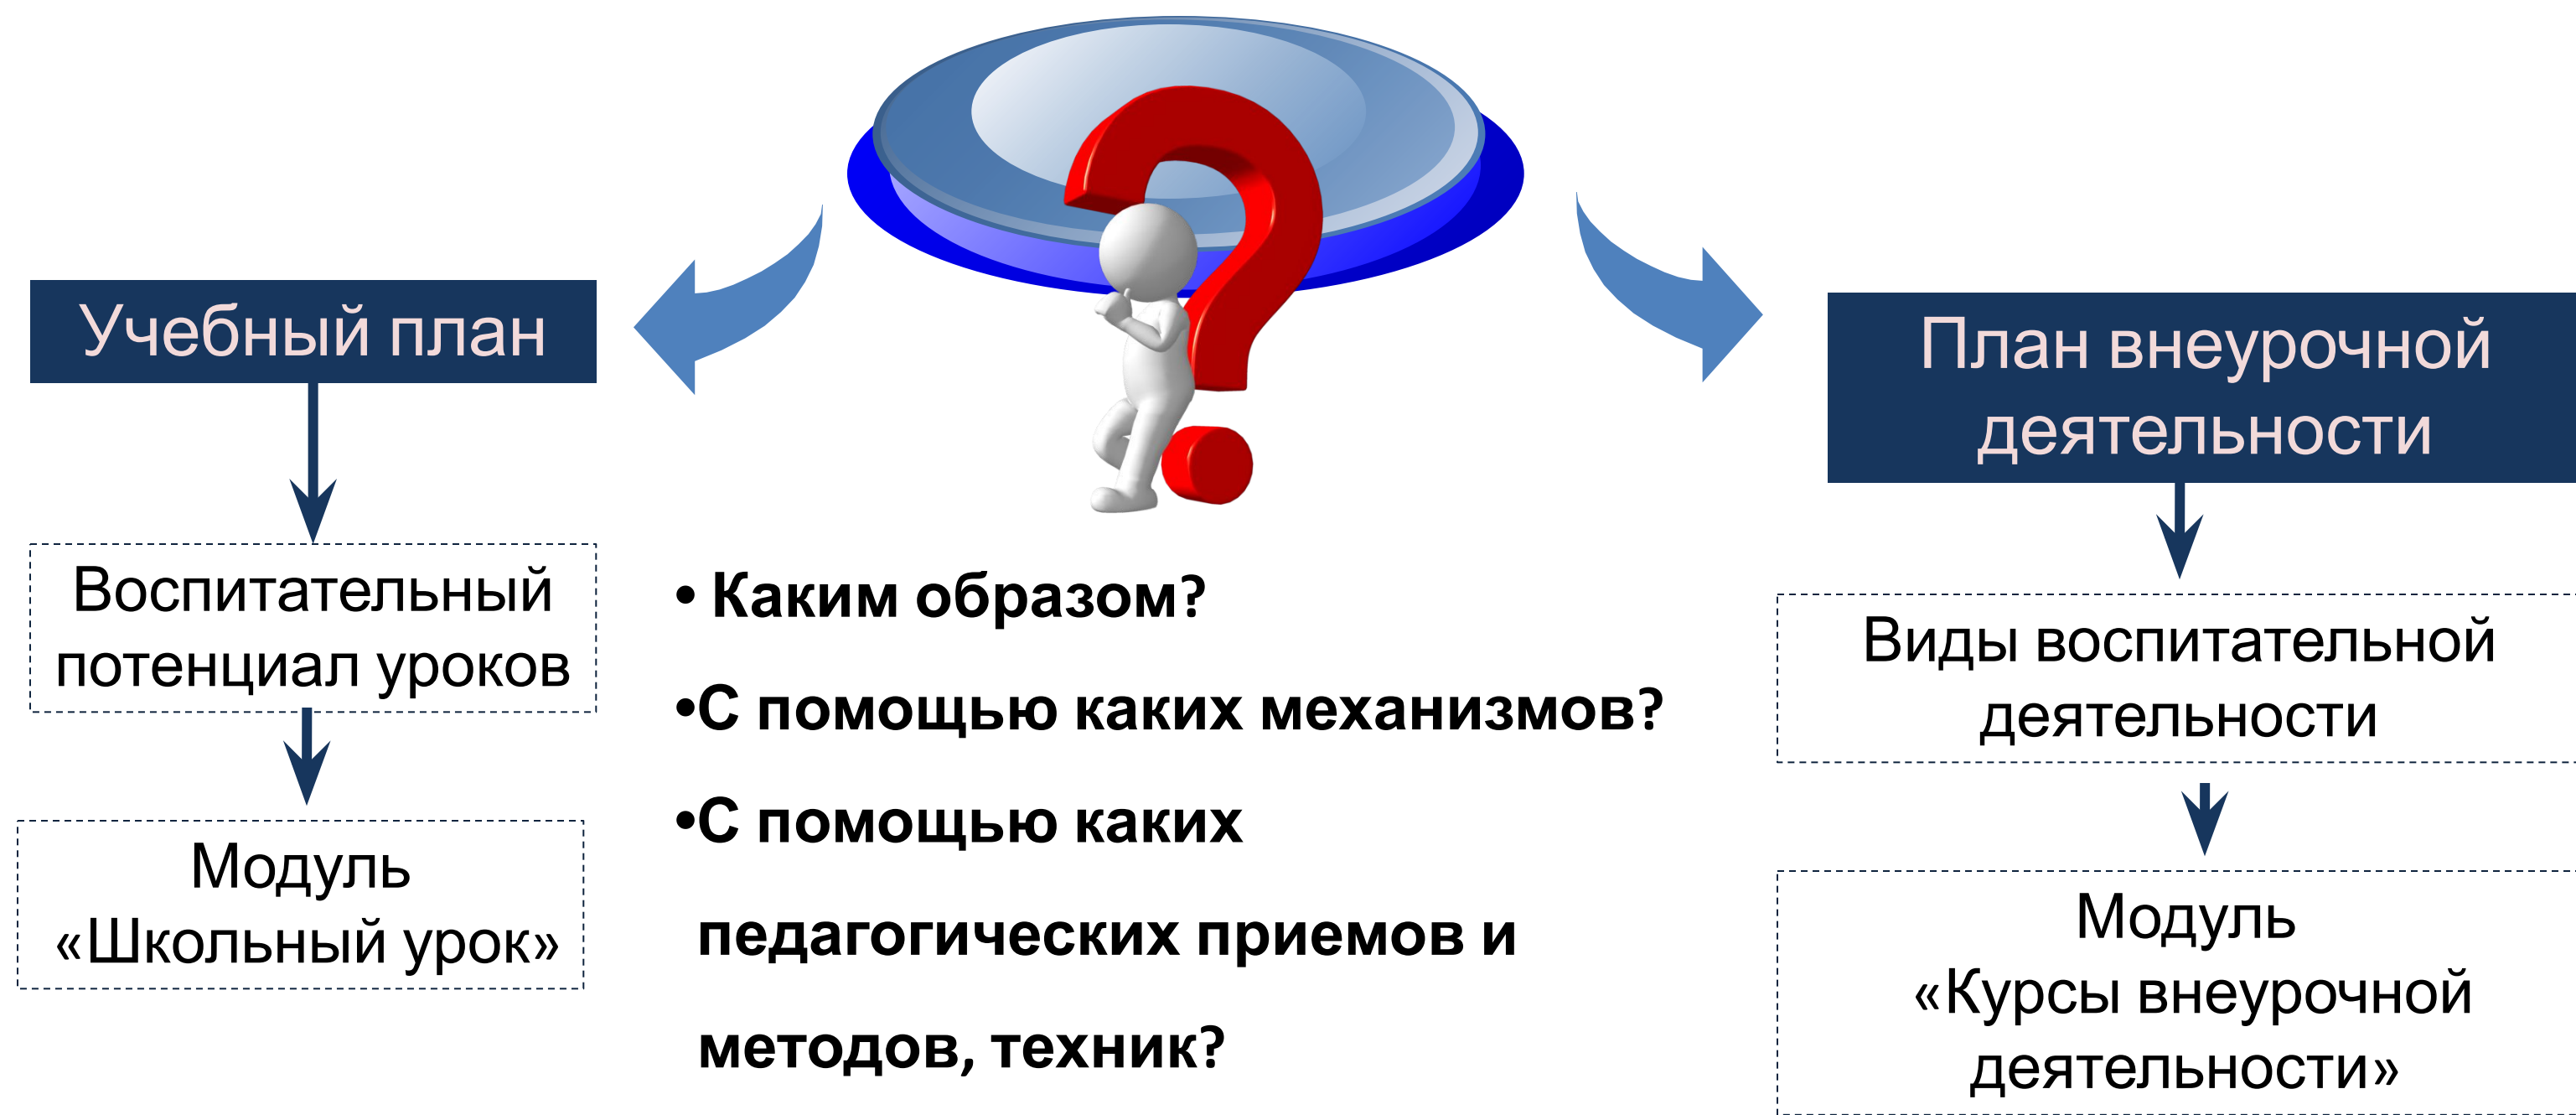 Учебный план
Воспитательный
потенциал уроков
Модуль
«Школьный урок»
• Каким образом?
•С помощью каких механизмов?
•С помощью каких
педагогических приемов и
методов, техник?
План внеурочной
деятельности
Виды воспитательной
деятельности
Модуль
«Курсы внеурочной
деятельности»